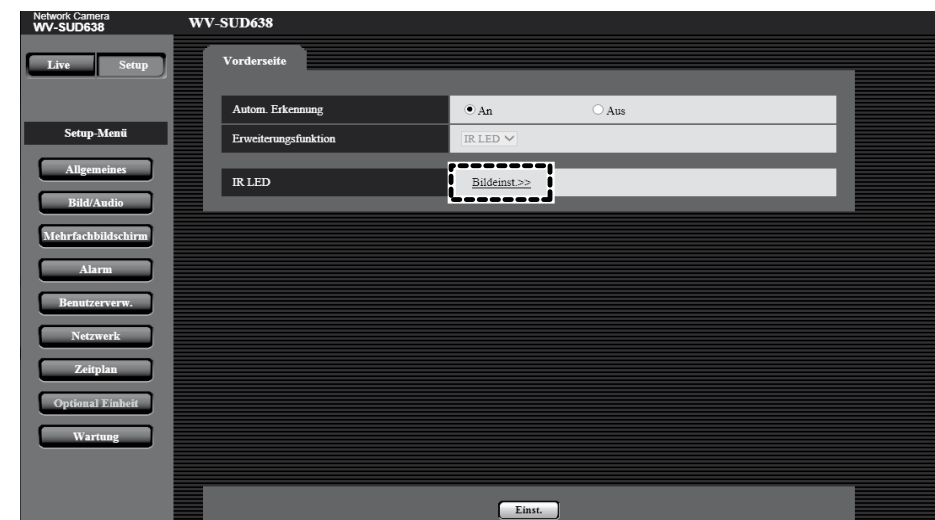 Network Camera
WV-SUD638
WV-SUD638
Live Setup
Vorderseite
Autom. Erkennung An Aus
Setup-Menü
Erweiterungsfunktion IR LED
Allgemeines
IR LED Bildeinst.>>
Bild/Audio
Mehrfachbildschirm
Alarm
Benutzerverw.
Netzwerk
Zeitplan
Optional Einheit
Wartung
Einst.